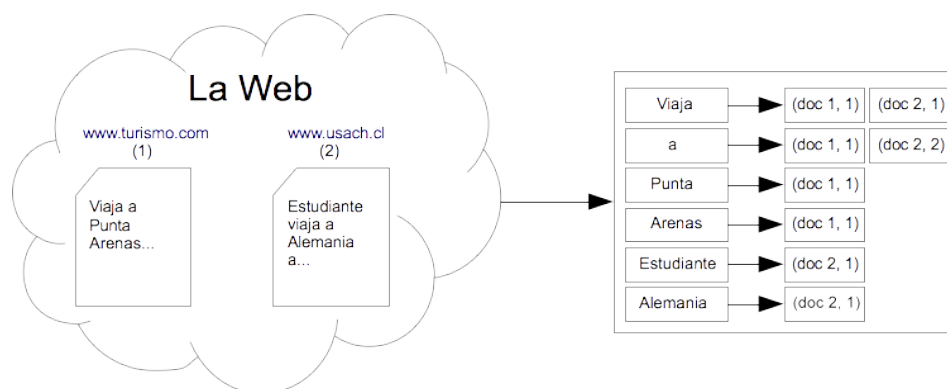 La Web
www.turismo.com
(1)
Viaja a
Punta
Arenas...
www.usach.cl
(2)
Estudiante
viaja a
Alemania
a...
Viaja (doc 1, 1) (doc 2, 1)
a (doc 1, 1) (doc 2, 2)
Punta (doc 1, 1)
Arenas (doc 1, 1)
Estudiante (doc 2, 1)
Alemania (doc 2, 1)